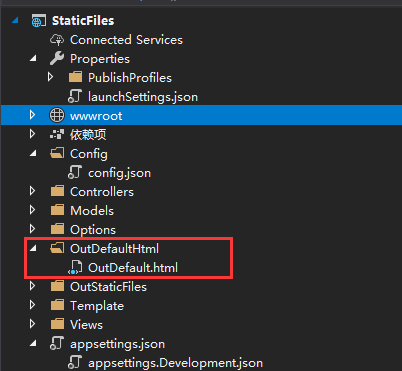 StaticFiles
Connected Services
Properties
PublishProfiles
launchSettings.json
wwwroot
依赖项
Config
config.json
Controllers
Models
Options
OutDefaultHtml
OutDefault.html
OutStaticFiles
Template
Views
appsettings.json
appsettings.Development.json